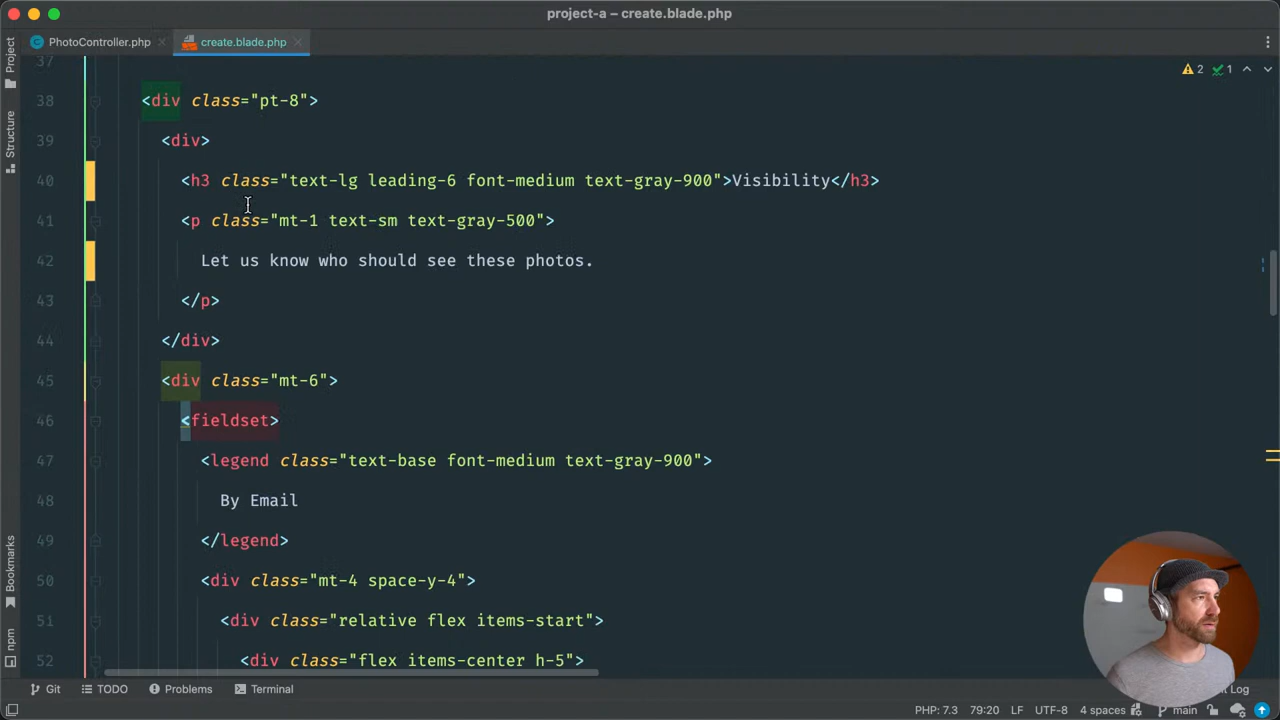 project-a – create.blade.php
PhotoController.php
create.blade.php
Project
Structure
Bookmarks
npm
2 1
37
38 <div class="pt-8">
39 <div>
40 <h3 class="text-lg leading-6 font-medium text-gray-900">Visibility</h3>
41 <p class="mt-1 text-sm text-gray-500">
42 Let us know who should see these photos.
43 </p>
44 </div>
45 <div class="mt-6">
46 <fieldset>
47 <legend class="text-base font-medium text-gray-900">
48 By Email
49 </legend>
50 <div class="mt-4 space-y-4">
51 <div class="relative flex items-start">
52 <div class="flex items-center h-5">
Git TODO Problems Terminal Log
PHP: 7.3 79:20 LF UTF-8 4 spaces main